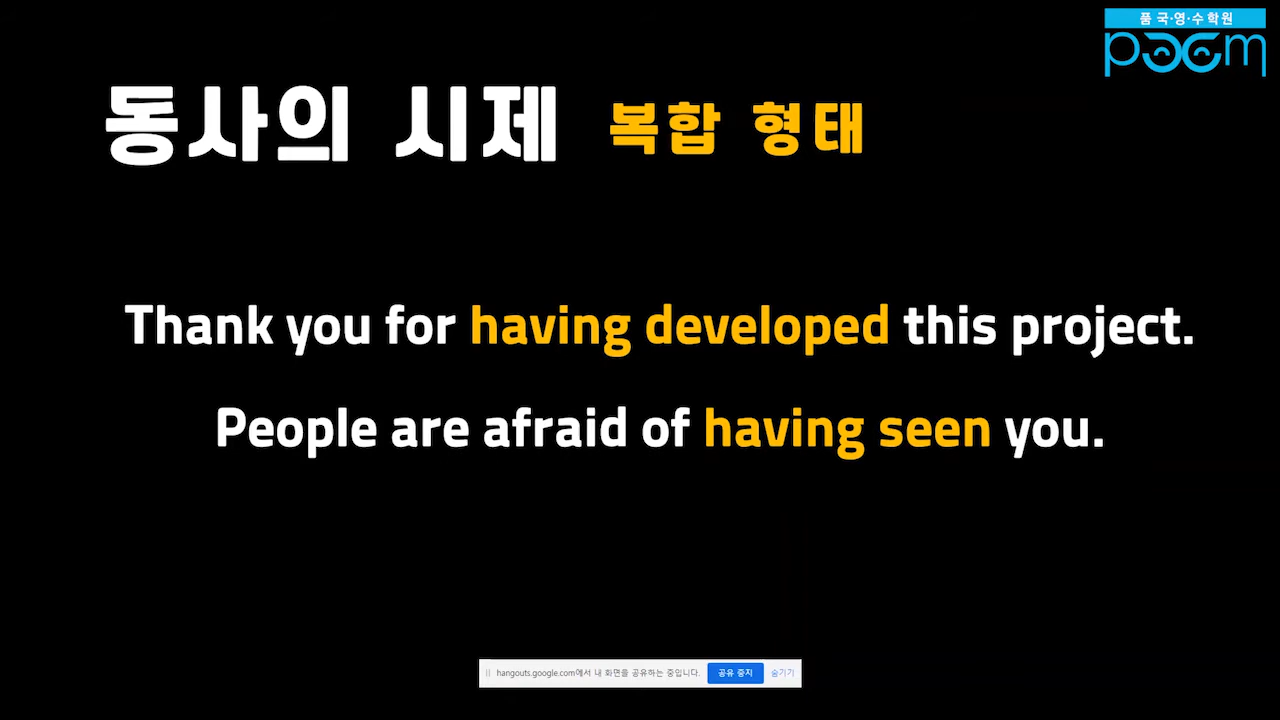 품 국·영·수 학원
poem
동사의 시제 복합 형태
Thank you for having developed this project.
People are afraid of having seen you.
hangouts.google.com에서 내 화면을 공유하는 중입니다. 공유 중지 숨기기